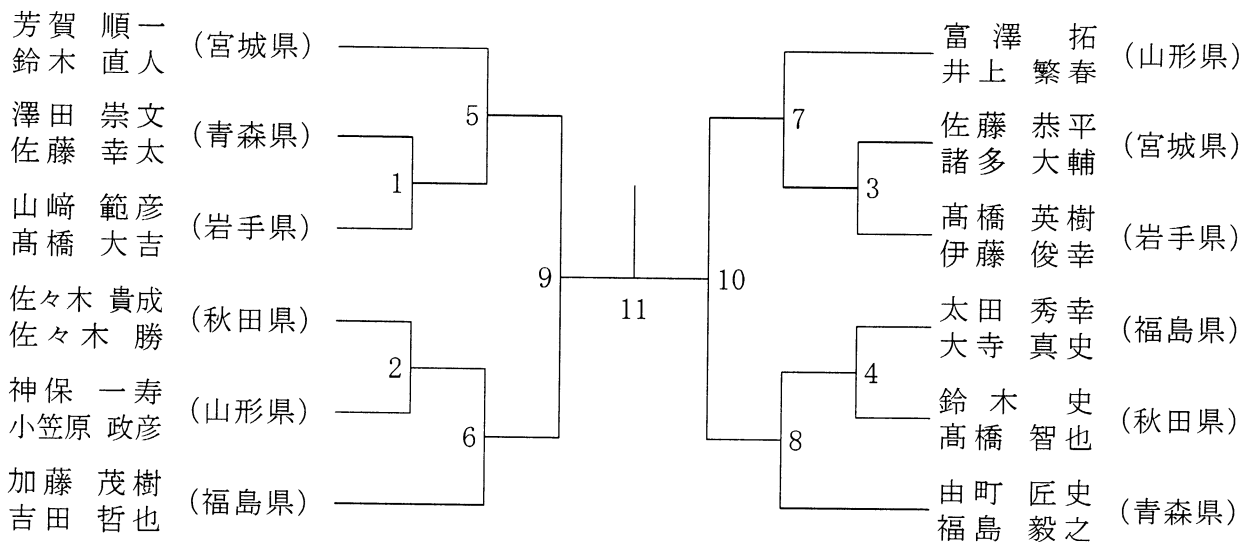 芳賀 順一
鈴木 直人
(宮城県)
澤田 崇文
佐藤 幸太
(青森県)
山﨑 範彦
髙橋 大吉
(岩手県)
佐々木 貴成
佐々木 勝
(秋田県)
神保 一寿
小笠原 政彦
(山形県)
加藤 茂樹
吉田 哲也
(福島県)
5
1
9
2
6
11
10
7
3
4
8
富澤 拓
井上 繁春
(山形県)
佐藤 恭平
諸多 大輔
(宮城県)
髙橋 英樹
伊藤 俊幸
(岩手県)
太田 秀幸
大寺 真史
(福島県)
鈴木 史
髙橋 智也
(秋田県)
由町 匠史
福島 毅之
(青森県)